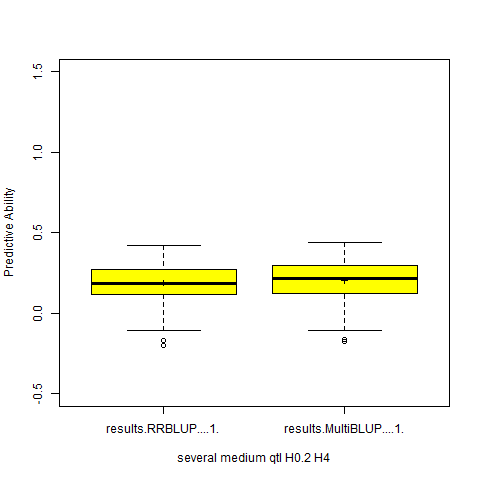 Predictive Ability
1.5
1.0
0.5
0.0
-0.5
results.RRBLUP....1.
results.MultiBLUP....1.
several medium qtl H0.2 H4